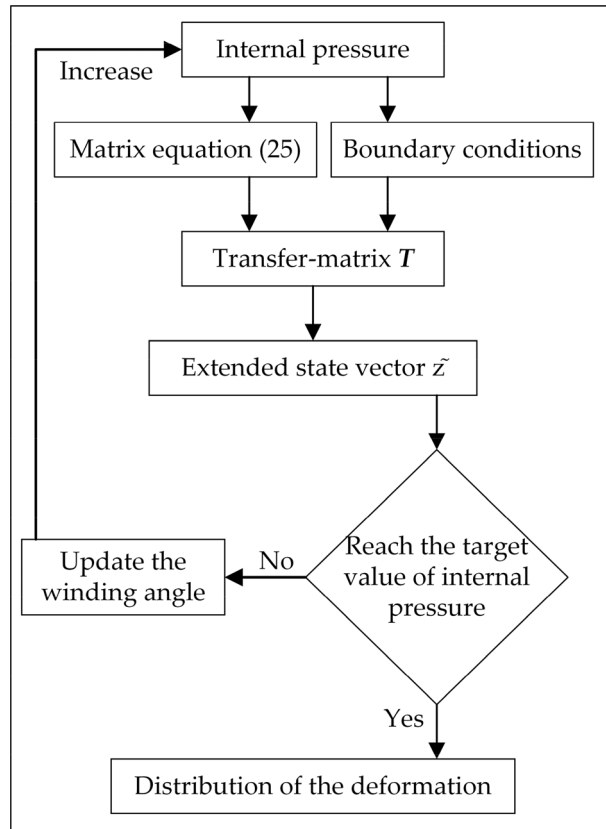 Internal pressure
Increase
Matrix equation (25)
Boundary conditions
Transfer-matrix T
Extended state vector z̃
Reach the target
value of internal
pressure
No
Update the
winding angle
Yes
Distribution of the deformation